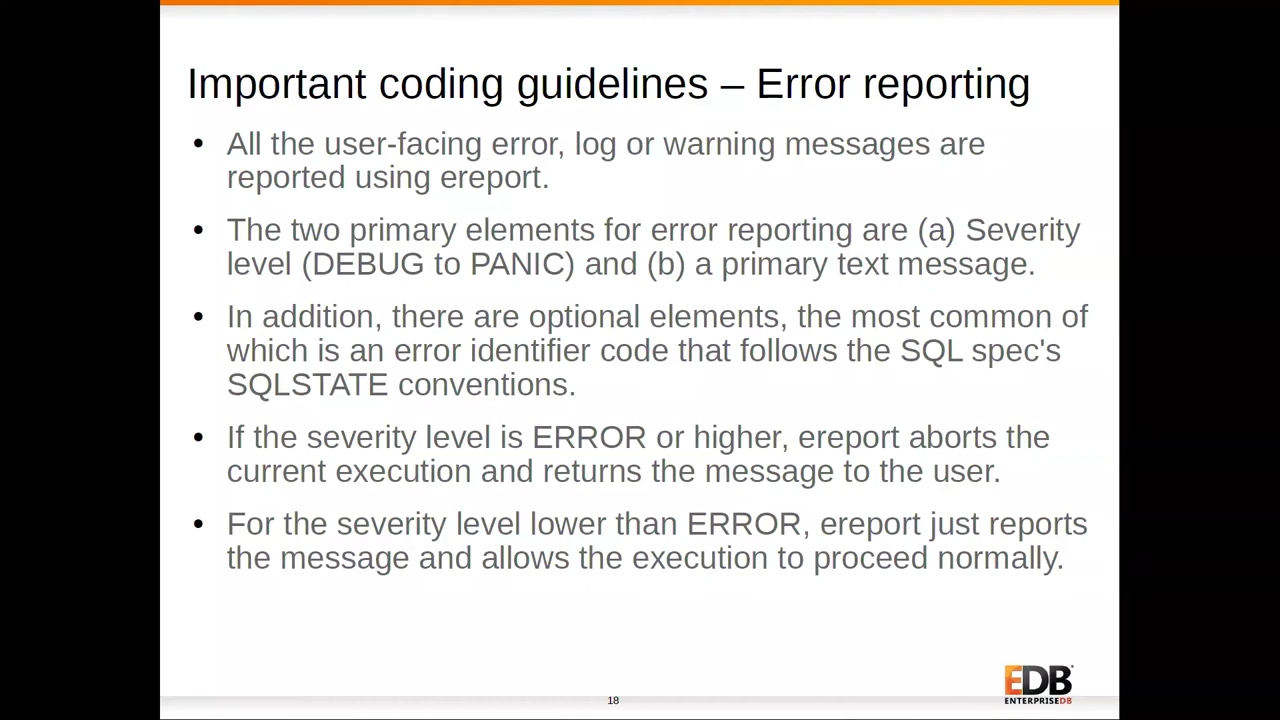 Important coding guidelines – Error reporting
• All the user-facing error, log or warning messages are
reported using ereport.
• The two primary elements for error reporting are (a) Severity
level (DEBUG to PANIC) and (b) a primary text message.
• In addition, there are optional elements, the most common of
which is an error identifier code that follows the SQL spec's
SQLSTATE conventions.
• If the severity level is ERROR or higher, ereport aborts the
current execution and returns the message to the user.
• For the severity level lower than ERROR, ereport just reports
the message and allows the execution to proceed normally.
EDB
ENTERPRISEDB
18